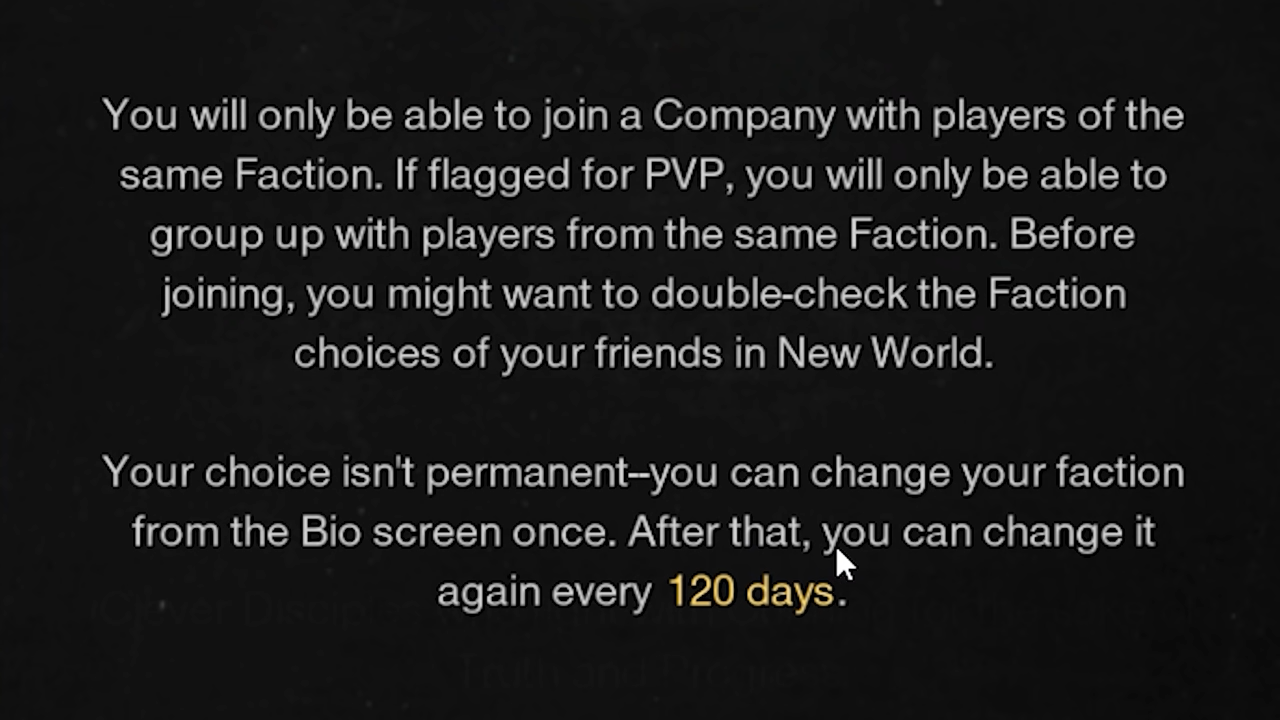 You will only be able to join a Company with players of the
same Faction. If flagged for PVP, you will only be able to
group up with players from the same Faction. Before
joining, you might want to double-check the Faction
choices of your friends in New World.
Your choice isn't permanent--you can change your faction
from the Bio screen once. After that, you can change it
again every 120 days.